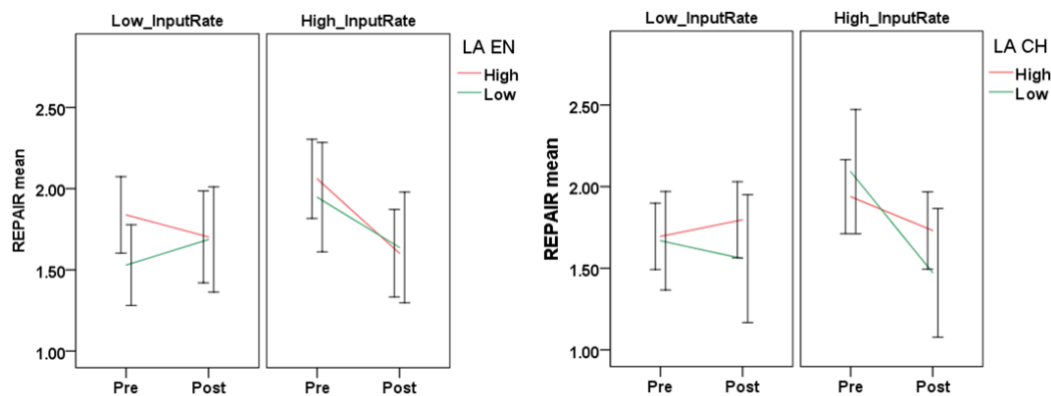 Low_InputRate
High_InputRate
LA EN
High
Low
REPAIR mean
2.50
2.00
1.50
1.00
Pre
Post
Pre
Post
Low_InputRate
High_InputRate
LA CH
High
Low
REPAIR mean
2.50
2.00
1.50
1.00
Pre
Post
Pre
Post